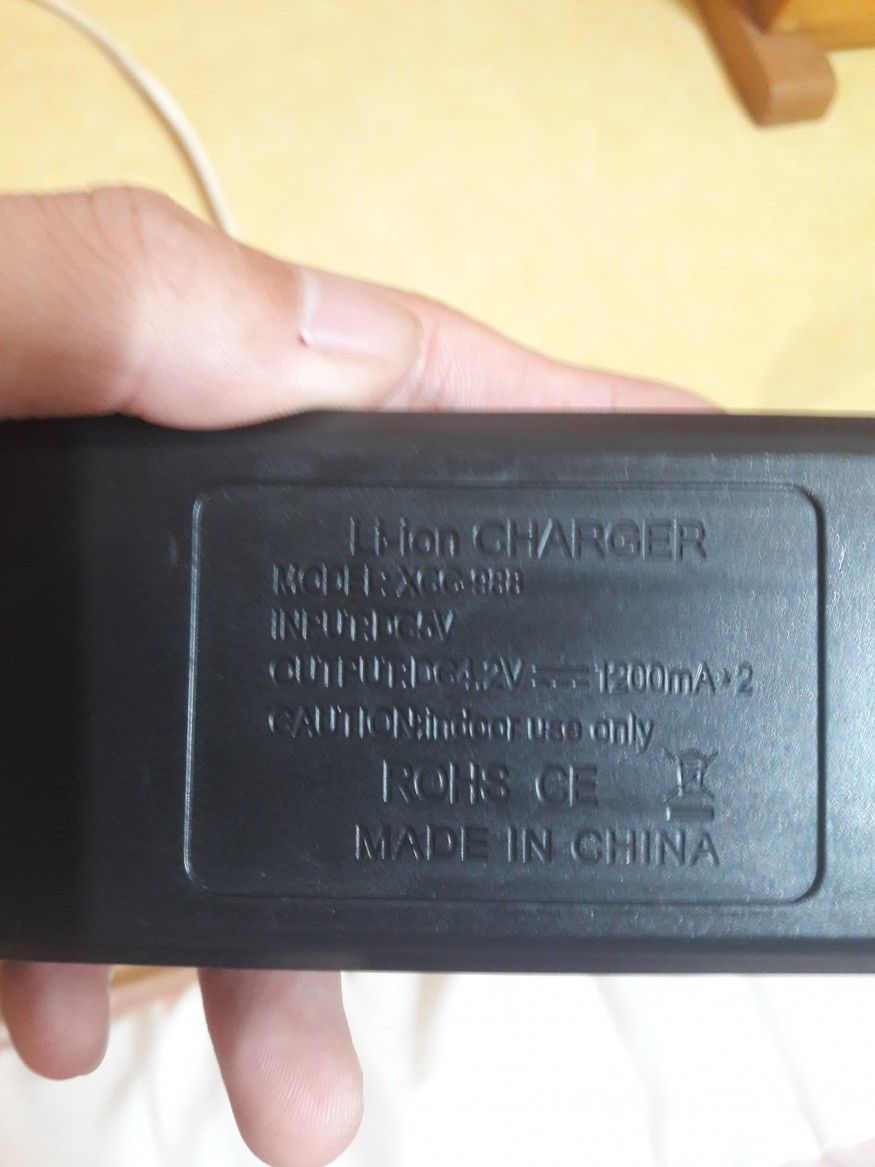 Li-ion CHARGER
MODEL: XGG-988
INPUT:DC5V
OUTPUT:DC4.2V ⎓ 1200mA*2
CAUTION:indoor use only
ROHS CE
MADE IN CHINA